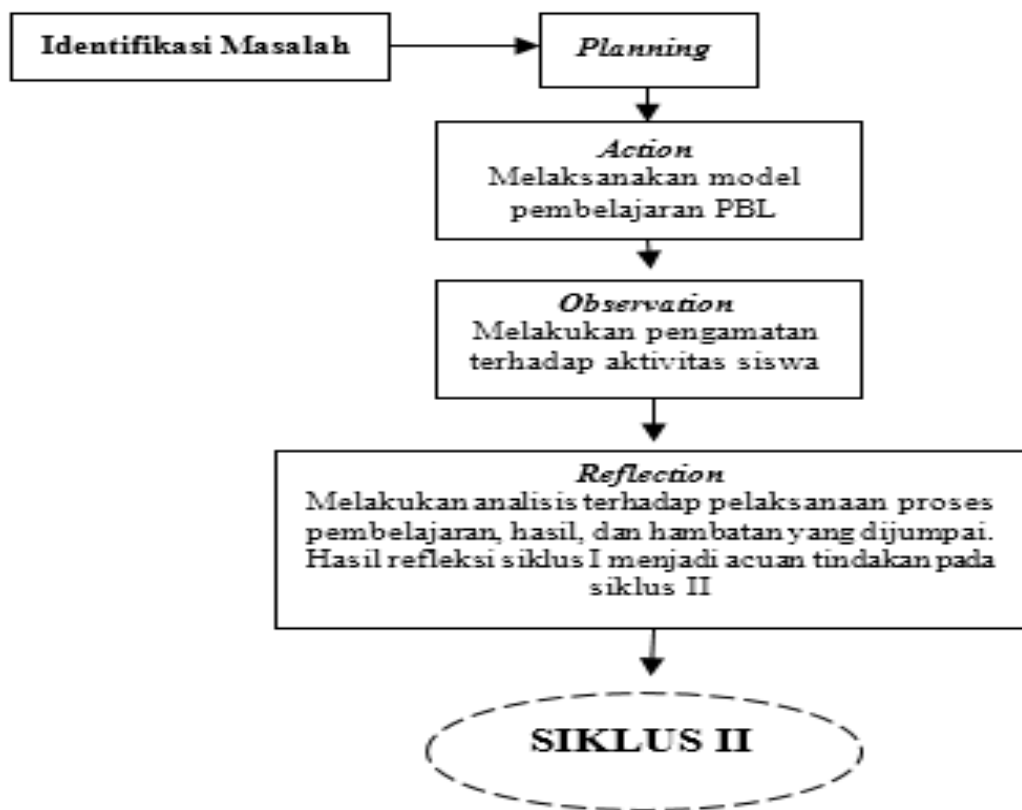 Identifikasi Masalah
Planning
Action
Melaksanakan model
pembelajaran PBL
Observation
Melakukan pengamatan
terhadap aktivitas siswa
Reflection
Melakukan analisis terhadap pelaksanaan proses
pembelajaran, hasil, dan hambatan yang dijumpai.
Hasil refleksi siklus I menjadi acuan tindakan pada
siklus II
SIKLUS II